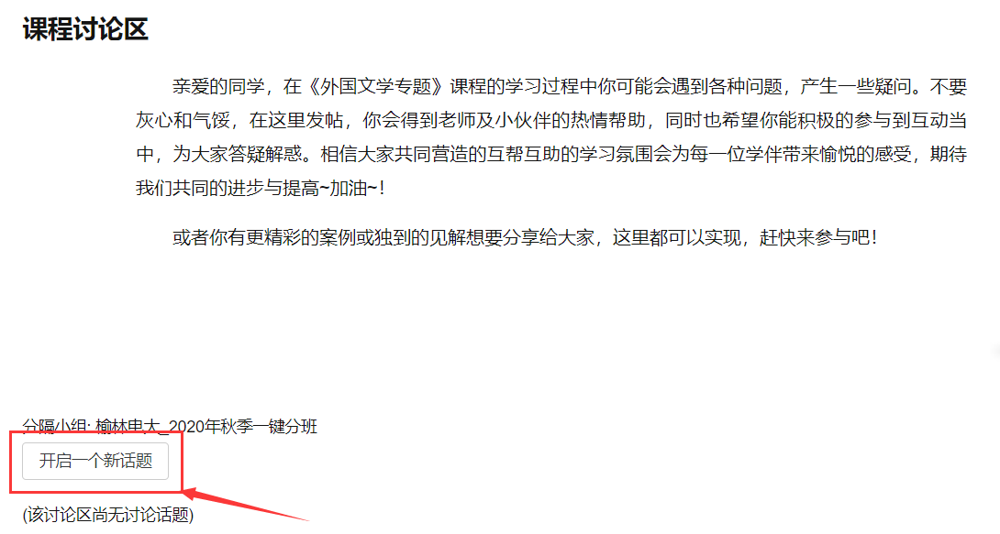 课程讨论区
亲爱的同学，在《外国文学专题》课程的学习过程中你可能会遇到各种问题，产生一些疑问。不要
灰心和气馁，在这里发帖，你会得到老师及小伙伴的热情帮助，同时也希望你能积极的参与到互动当
中，为大家答疑解惑。相信大家共同营造的互帮互助的学习氛围会为每一位学伴带来愉悦的感受，期待
我们共同的进步与提高~加油~！
或者你有更精彩的案例或独到的见解想要分享给大家，这里都可以实现，赶快来参与吧！
分隔小组: 榆林电大_2020年秋季一键分班
开启一个新话题
(该讨论区尚无讨论话题)